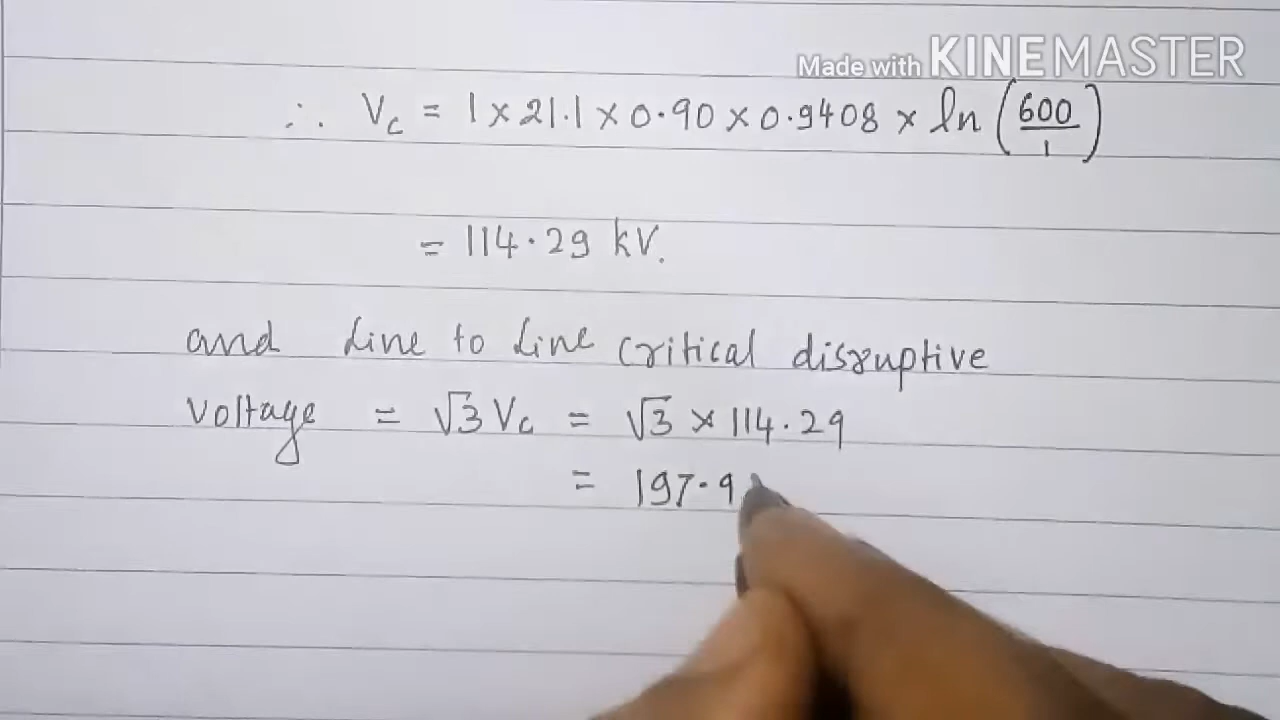 Made with KINEMASTER
∴ Vc = 1 × 21.1 × 0.90 × 0.9408 × ln (600/1)
= 114.29 kV.
and Line to Line critical disruptive
voltage = √3 Vc = √3 × 114.29
= 197.9